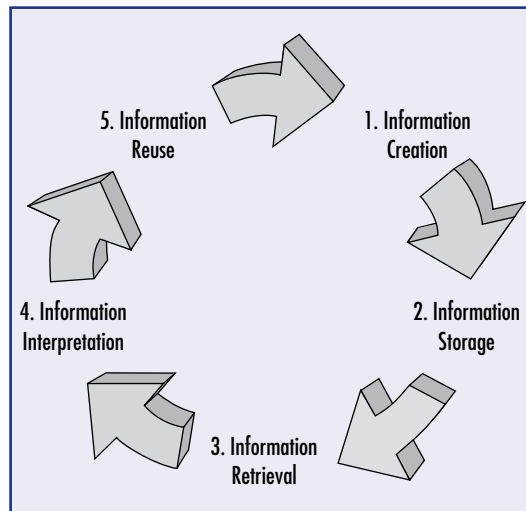 1. Information
Creation
2. Information
Storage
3. Information
Retrieval
4. Information
Interpretation
5. Information
Reuse